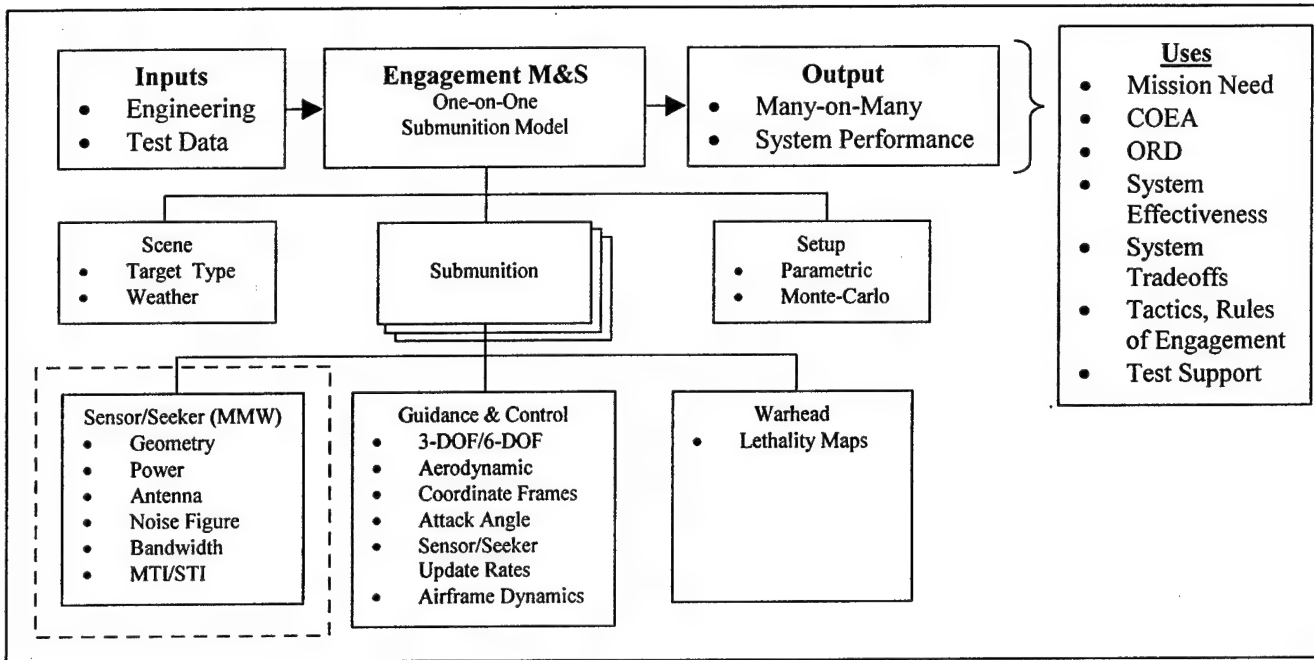 Inputs
• Engineering
• Test Data
Engagement M&S
One-on-One
Submunition Model
Output
• Many-on-Many
• System Performance
Uses
• Mission Need
• COEA
• ORD
• System
Effectiveness
• System
Tradeoffs
• Tactics, Rules
of Engagement
• Test Support
Scene
• Target Type
• Weather
Submunition
Setup
• Parametric
• Monte-Carlo
Sensor/Seeker (MMW)
• Geometry
• Power
• Antenna
• Noise Figure
• Bandwidth
• MTI/STI
Guidance & Control
• 3-DOF/6-DOF
• Aerodynamic
• Coordinate Frames
• Attack Angle
• Sensor/Seeker
Update Rates
• Airframe Dynamics
Warhead
• Lethality Maps